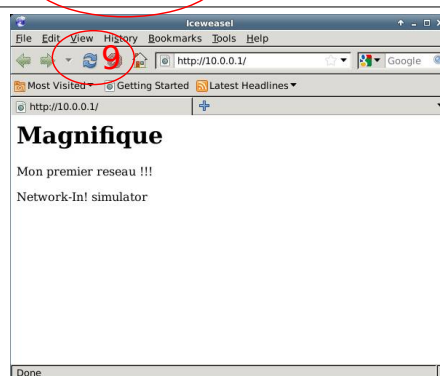 Iceweasel
File Edit View History Bookmarks Tools Help
9
http://10.0.0.1/
Google
Most Visited Getting Started Latest Headlines
http://10.0.0.1/
Magnifique
Mon premier reseau !!!
Network-In! simulator
Done